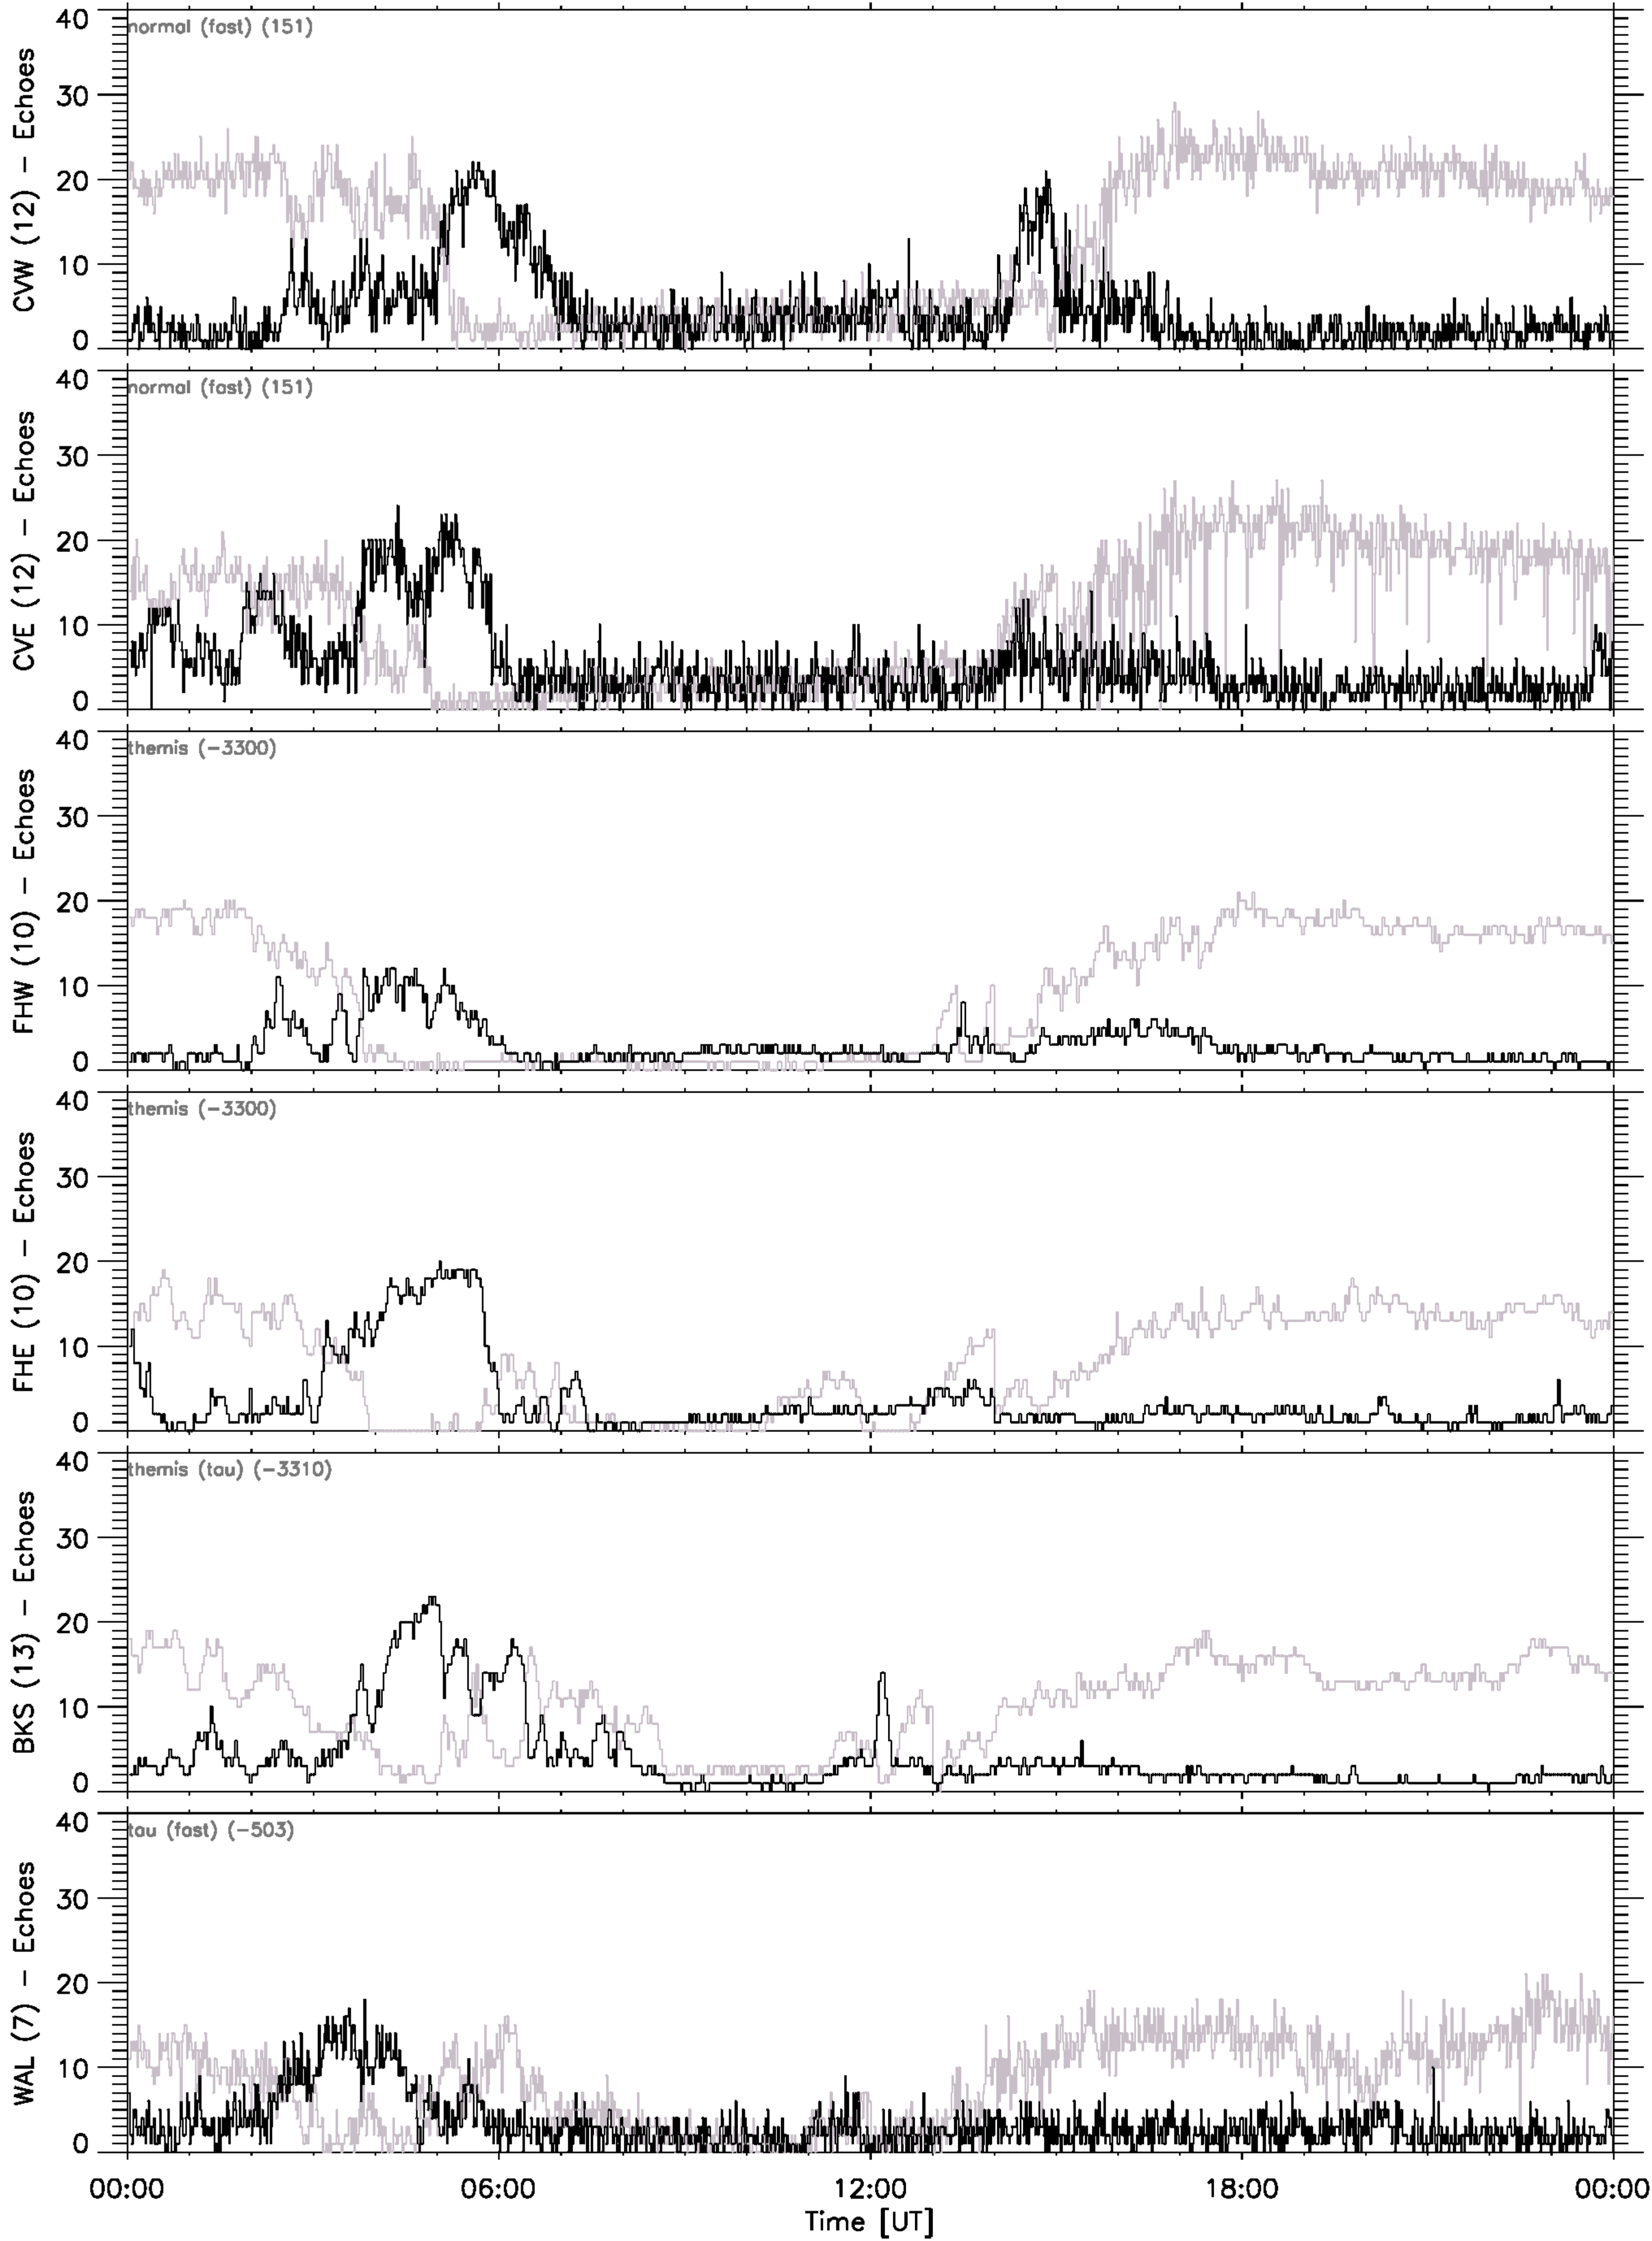 CVW (12) - Echoes
normal (fast) (151)
40
30
20
10
0
CVE (12) - Echoes
normal (fast) (151)
40
30
20
10
0
FHW (10) - Echoes
themis (-3300)
40
30
20
10
0
FHE (10) - Echoes
themis (-3300)
40
30
20
10
0
BKS (13) - Echoes
themis (tau) (-3310)
40
30
20
10
0
WAL (7) - Echoes
tau (fast) (-503)
40
30
20
10
0
00:00 06:00 12:00 18:00 00:00
Time [UT]